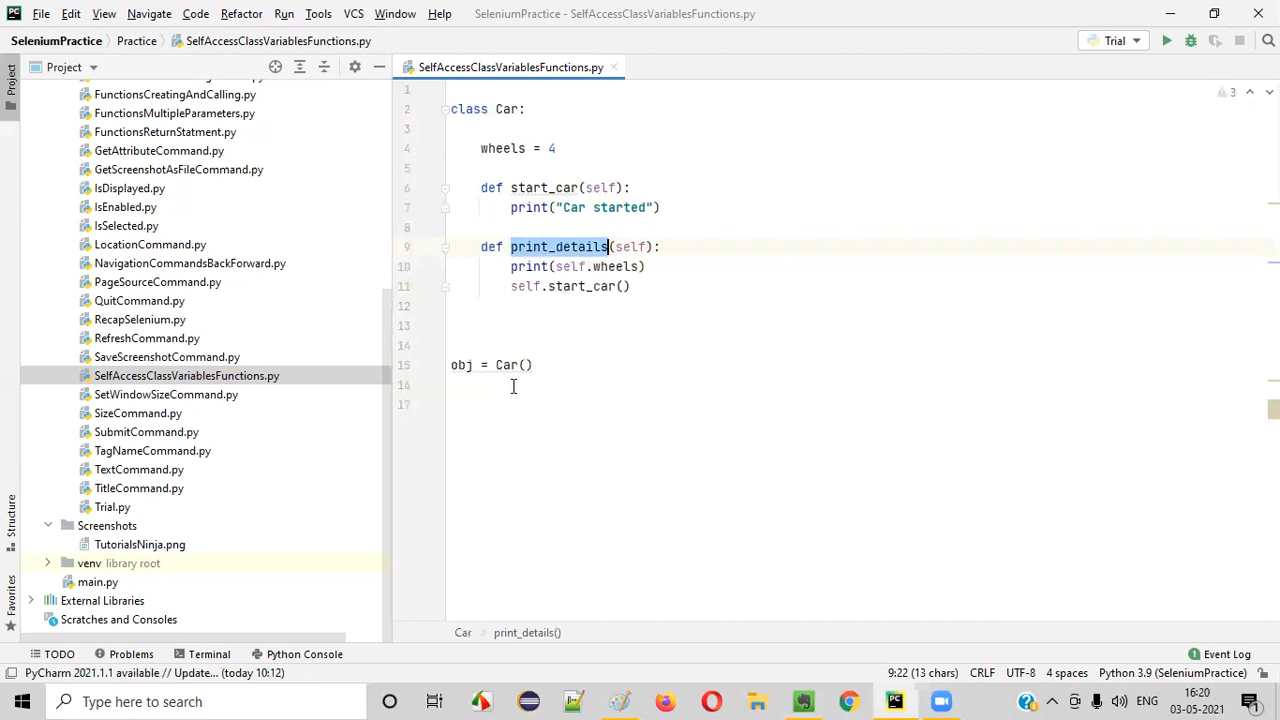 File Edit View Navigate Code Refactor Run Tools VCS Window Help SeleniumPractice - SelfAccessClassVariablesFunctions.py
SeleniumPractice Practice SelfAccessClassVariablesFunctions.py Trial
Project SelfAccessClassVariablesFunctions.py
Project
Structure
Favorites
FunctionsCreatingAndCalling.py
FunctionsMultipleParameters.py
FunctionsReturnStatment.py
GetAttributeCommand.py
GetScreenshotAsFileCommand.py
IsDisplayed.py
IsEnabled.py
IsSelected.py
LocationCommand.py
NavigationCommandsBackForward.py
PageSourceCommand.py
QuitCommand.py
RecapSelenium.py
RefreshCommand.py
SaveScreenshotCommand.py
SelfAccessClassVariablesFunctions.py
SetWindowSizeCommand.py
SizeCommand.py
SubmitCommand.py
TagNameCommand.py
TextCommand.py
TitleCommand.py
Trial.py
Screenshots
TutorialsNinja.png
venv library root
main.py
External Libraries
Scratches and Consoles
3
1
2 class Car:
3
4 wheels = 4
5
6 def start_car(self):
7 print("Car started")
8
9 def print_details(self):
10 print(self.wheels)
11 self.start_car()
12
13
14
15 obj = Car()
16
17
Car print_details()
TODO Problems Terminal Python Console 1 Event Log
PyCharm 2021.1.1 available // Update... (today 10:12) 9:22 (13 chars) CRLF UTF-8 4 spaces Python 3.9 (SeleniumPractice)
Type here to search ENG 16:20
03-05-2021 1